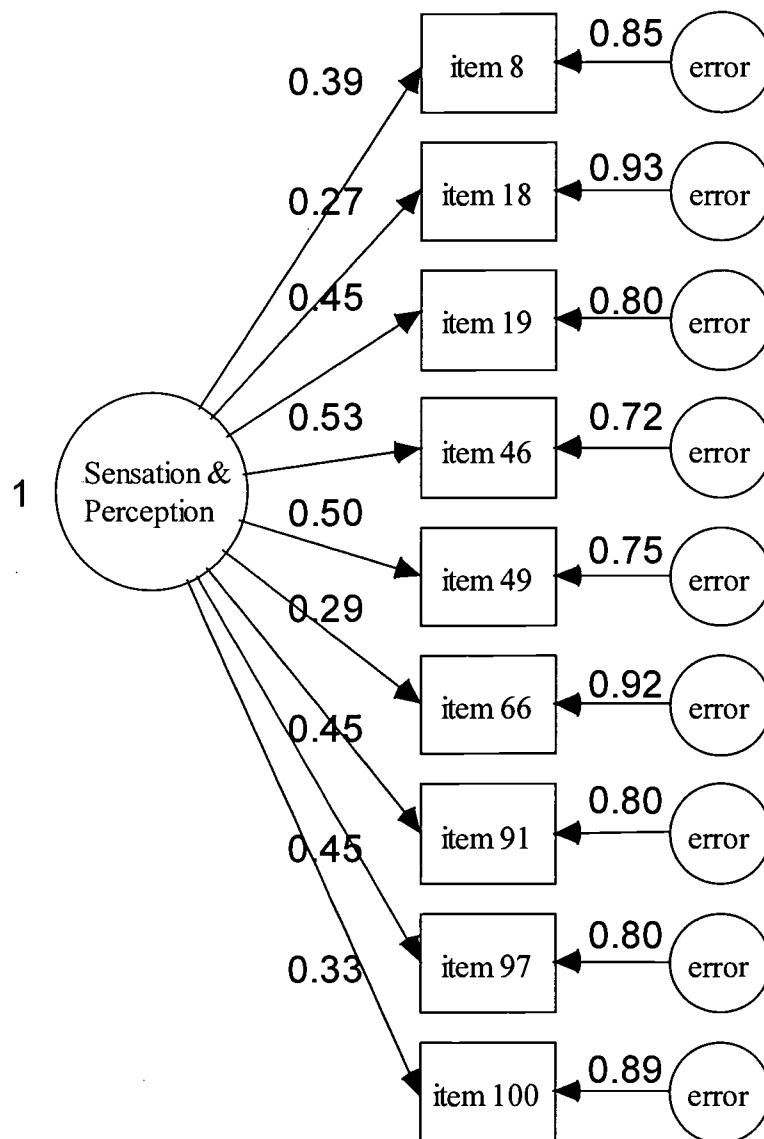 0.39
item 8
0.85
error
0.27
item 18
0.93
error
0.45
item 19
0.80
error
0.53
item 46
0.72
error
1
Sensation &
Perception
0.50
item 49
0.75
error
0.29
item 66
0.92
error
0.45
item 91
0.80
error
0.45
item 97
0.80
error
0.33
item 100
0.89
error